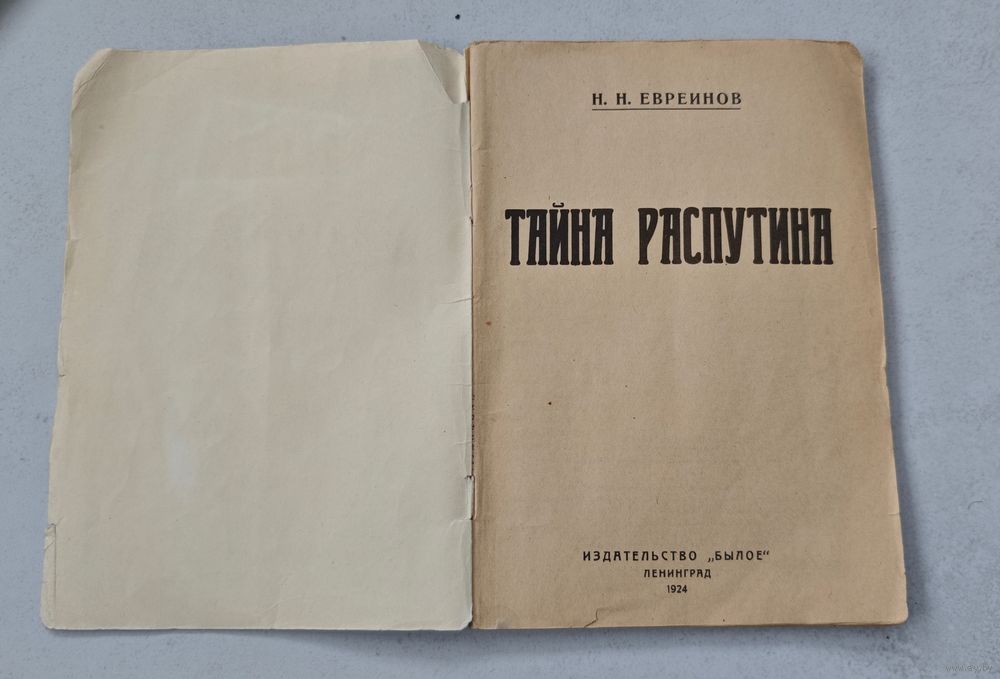 Н. Н. ЕВРЕИНОВ
ТАЙНА РАСПУТИНА
ИЗДАТЕЛЬСТВО „БЫЛОЕ“
ЛЕНИНГРАД
1924